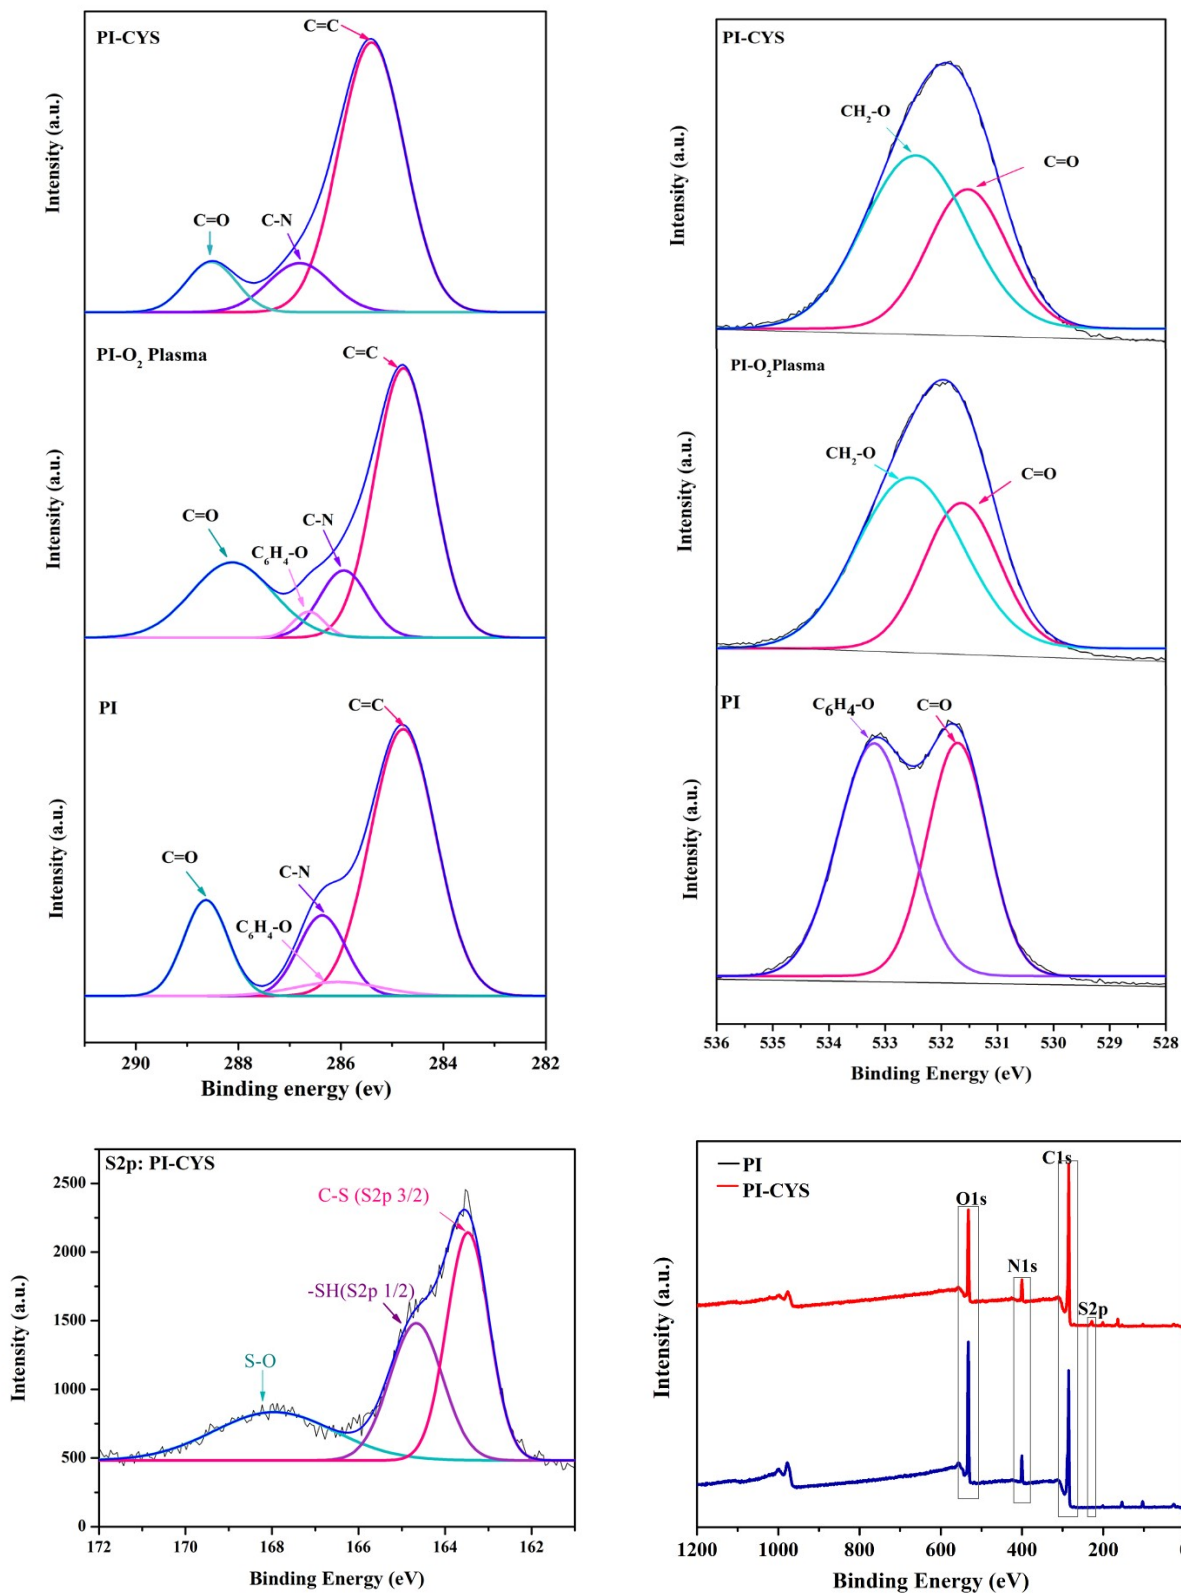 PI-CYS
C=C
C=O
C-N
Intensity (a.u.)
PI-O₂ Plasma
C=C
C=O
C₆H₄-O
C-N
Intensity (a.u.)
PI
C=C
C=O
C-N
C₆H₄-O
Intensity (a.u.)
290 288 286 284 282
Binding energy (ev)
PI-CYS
CH₂-O
C=O
Intensity (a.u.)
PI-O₂Plasma
CH₂-O
C=O
Intensity (a.u.)
PI
C₆H₄-O
C=O
Intensity (a.u.)
536 535 534 533 532 531 530 529 528
Binding Energy (eV)
S2p: PI-CYS
C-S (S2p 3/2)
-SH(S2p 1/2)
S-O
Intensity (a.u.)
2500
2000
1500
1000
500
0
172 170 168 166 164 162
Binding Energy (eV)
PI
PI-CYS
C1s
O1s
N1s
S2p
Intensity (a.u.)
1200 1000 800 600 400 200 0
Binding Energy (eV)